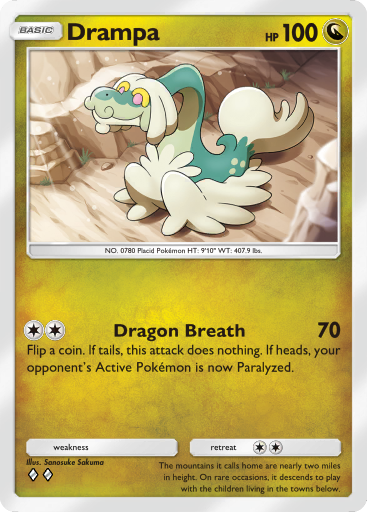 BASIC Drampa HP 100
NO. 0780 Placid Pokémon HT: 9'10" WT: 407.9 lbs.
Dragon Breath 70
Flip a coin. If tails, this attack does nothing. If heads, your
opponent's Active Pokémon is now Paralyzed.
weakness retreat
Illus. Sanosuke Sakuma
The mountains it calls home are nearly two miles
in height. On rare occasions, it descends to play
with the children living in the towns below.